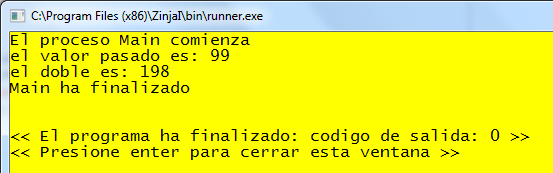 C:\Program Files (x86)\ZinjaI\bin\runner.exe
El proceso Main comienza
el valor pasado es: 99
el doble es: 198
Main ha finalizado
<< El programa ha finalizado: codigo de salida: 0 >>
<< Presione enter para cerrar esta ventana >>